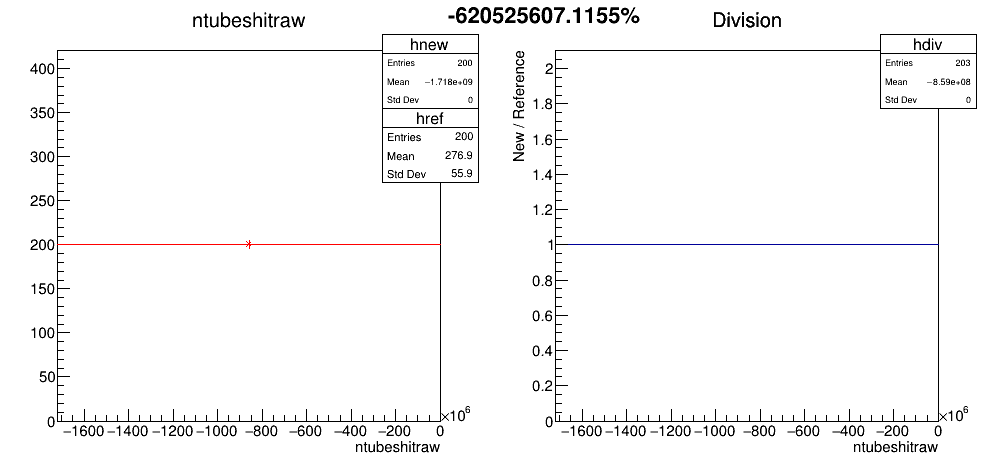 -620525607.1155%
ntubeshitraw
hnew
Entries 200
Mean −1.718e+09
Std Dev 0
href
Entries 200
Mean 276.9
Std Dev 55.9
400
350
300
250
200
150
100
50
0
−1600 −1400 −1200 −1000 −800 −600 −400 −200 0
×10⁶
ntubeshitraw
Division
hdiv
Entries 203
Mean −8.59e+08
Std Dev 0
New / Reference
2
1.8
1.6
1.4
1.2
1
0.8
0.6
0.4
0.2
0
−1600 −1400 −1200 −1000 −800 −600 −400 −200 0
×10⁶
ntubeshitraw